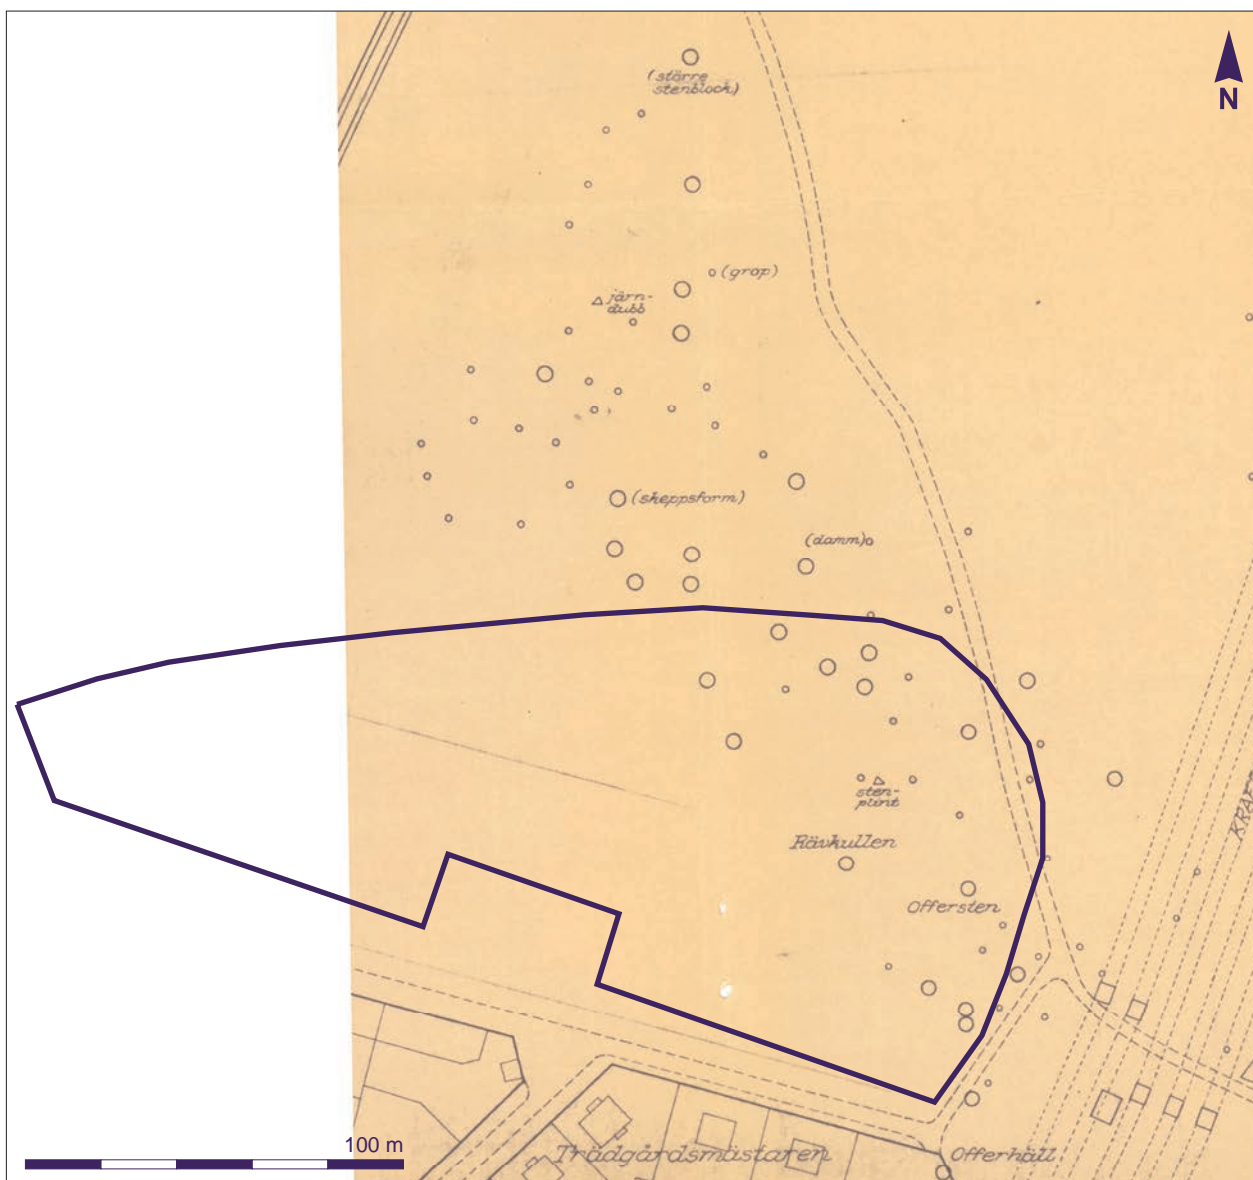 N
(större
stenblock)
(grop)
järn-
dubb
(skeppsform)
(damm)
sten-
plint
Rävkullen
Offersten
100 m
Trädgårdsmästaren
Offerhäll